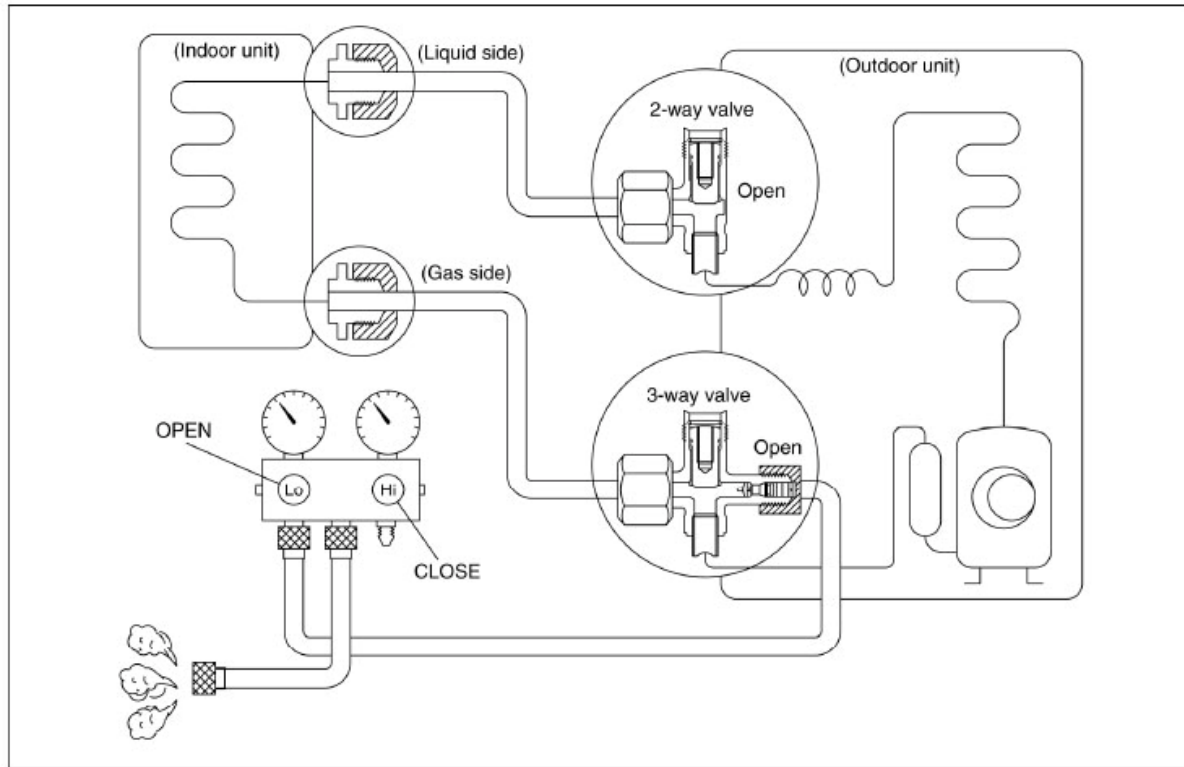 (Indoor unit)
(Liquid side)
(Outdoor unit)
2-way valve
Open
(Gas side)
3-way valve
Open
OPEN
Lo
Hi
CLOSE